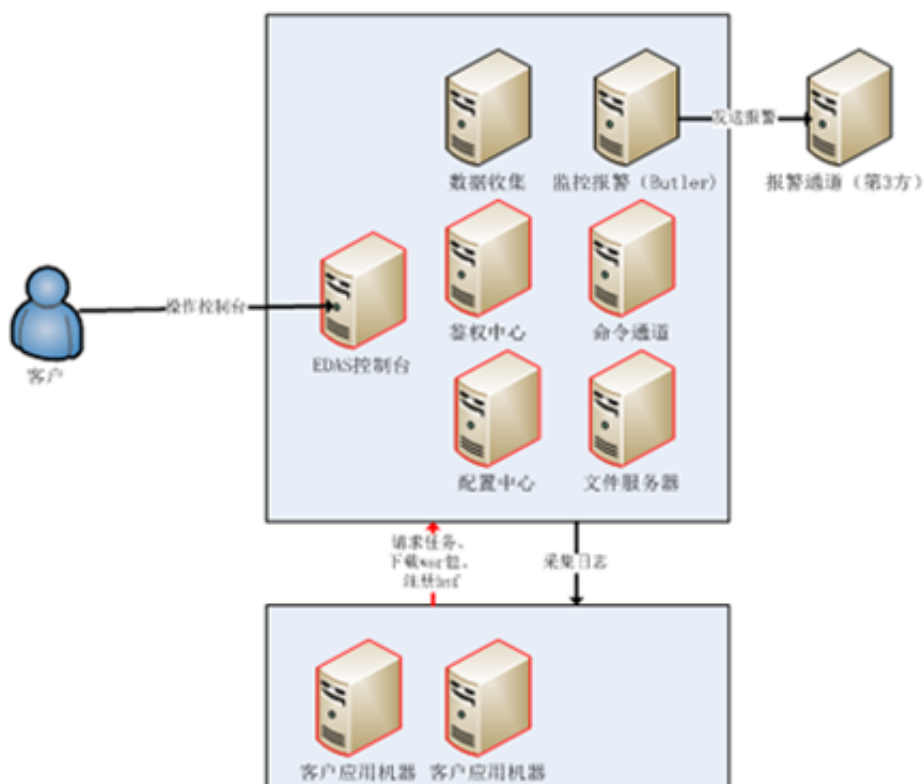 数据收集
监控报警（Butler）
发送报警
报警通道（第3方）
操作控制台
客户
EDAS控制台
鉴权中心
命令通道
配置中心
文件服务器
请求任务、
下载war包、
注册hsf
采集日志
客户应用机器
客户应用机器